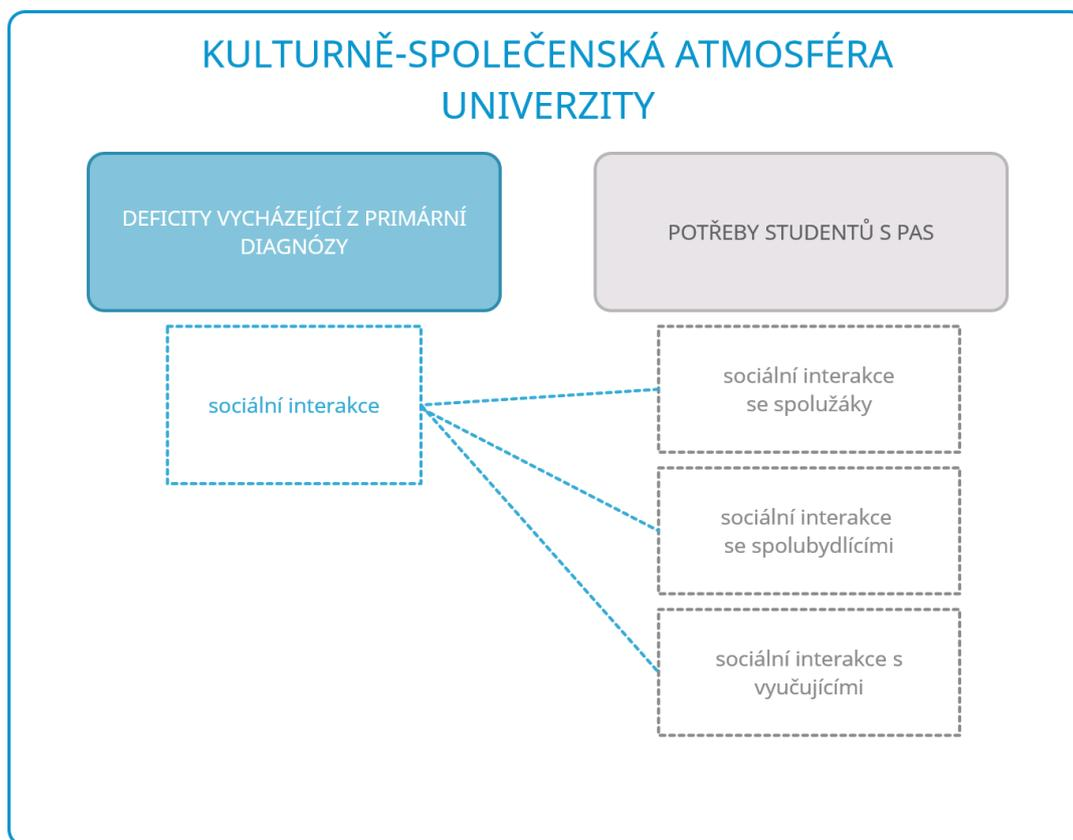 KULTURNĚ-SPOLEČENSKÁ ATMOSFÉRA
UNIVERZITY
DEFICITY VYCHÁZEJÍCÍ Z PRIMÁRNÍ
DIAGNÓZY
POTŘEBY STUDENTŮ S PAS
sociální interakce
sociální interakce
se spolužáky
sociální interakce
se spolubydlícími
sociální interakce s
vyučujícími